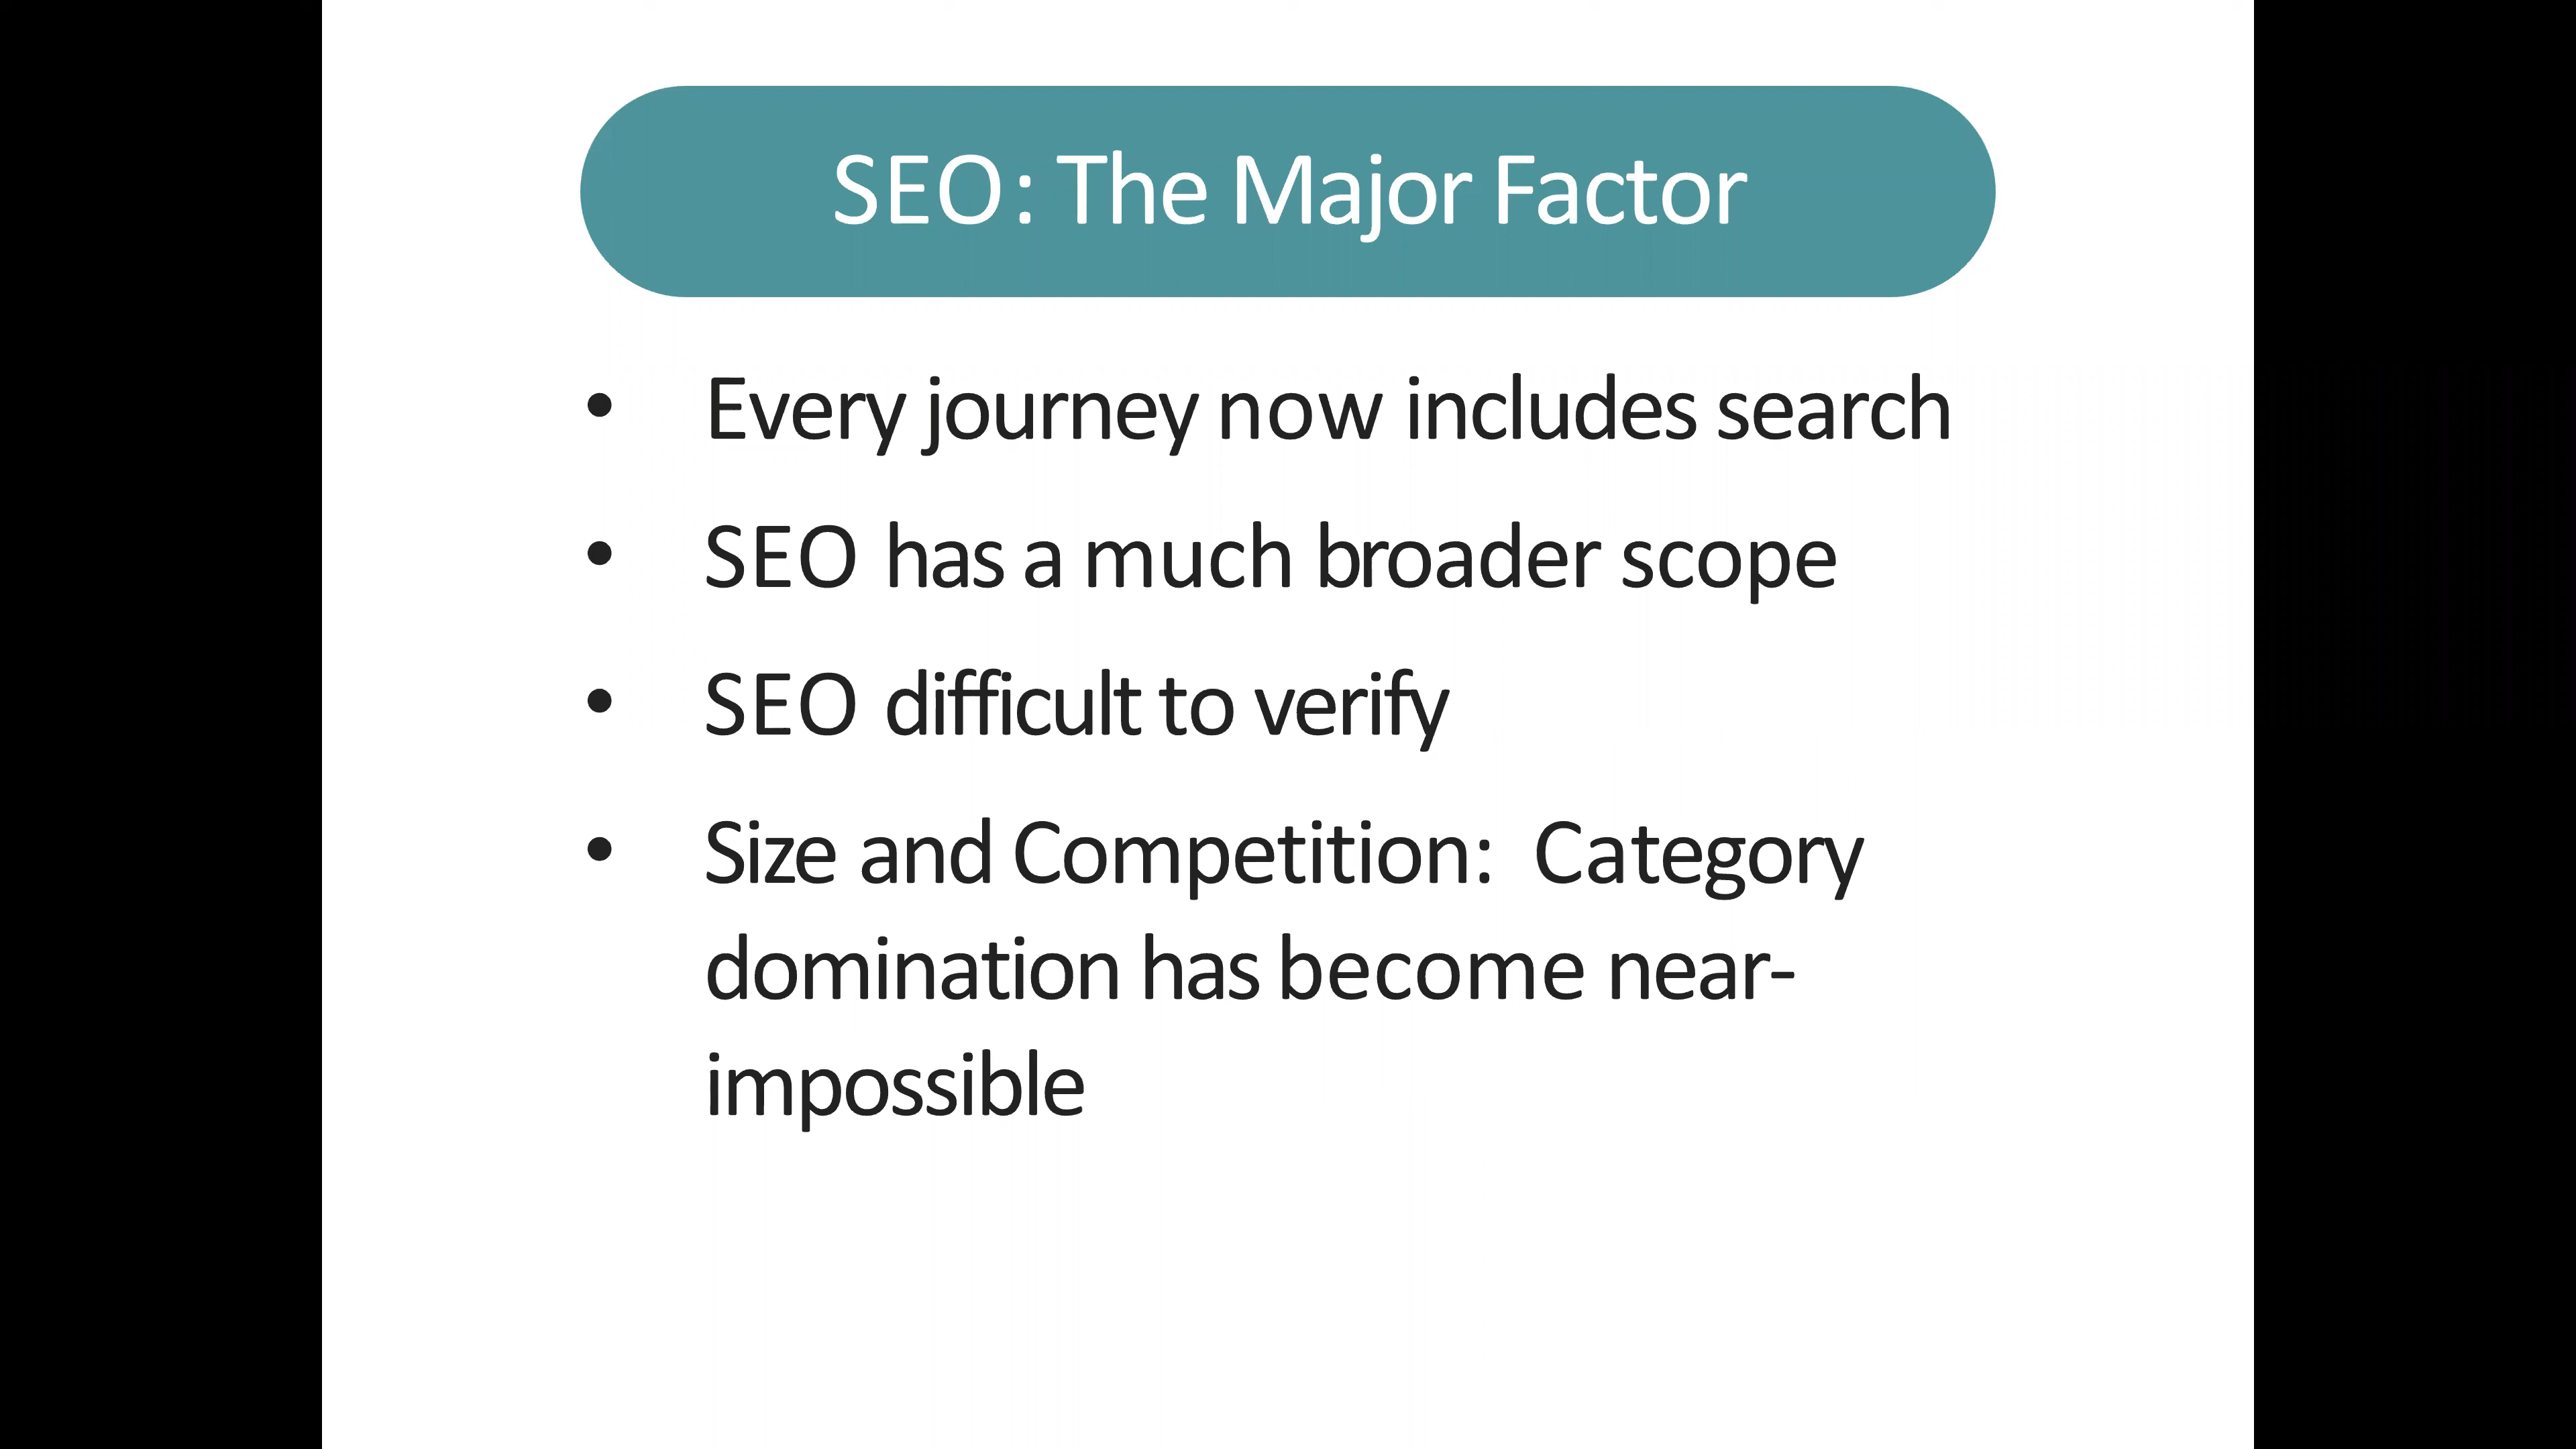 SEO: The Major Factor
• Every journey now includes search
• SEO has a much broader scope
• SEO difficult to verify
• Size and Competition:  Category
domination has become near-
impossible